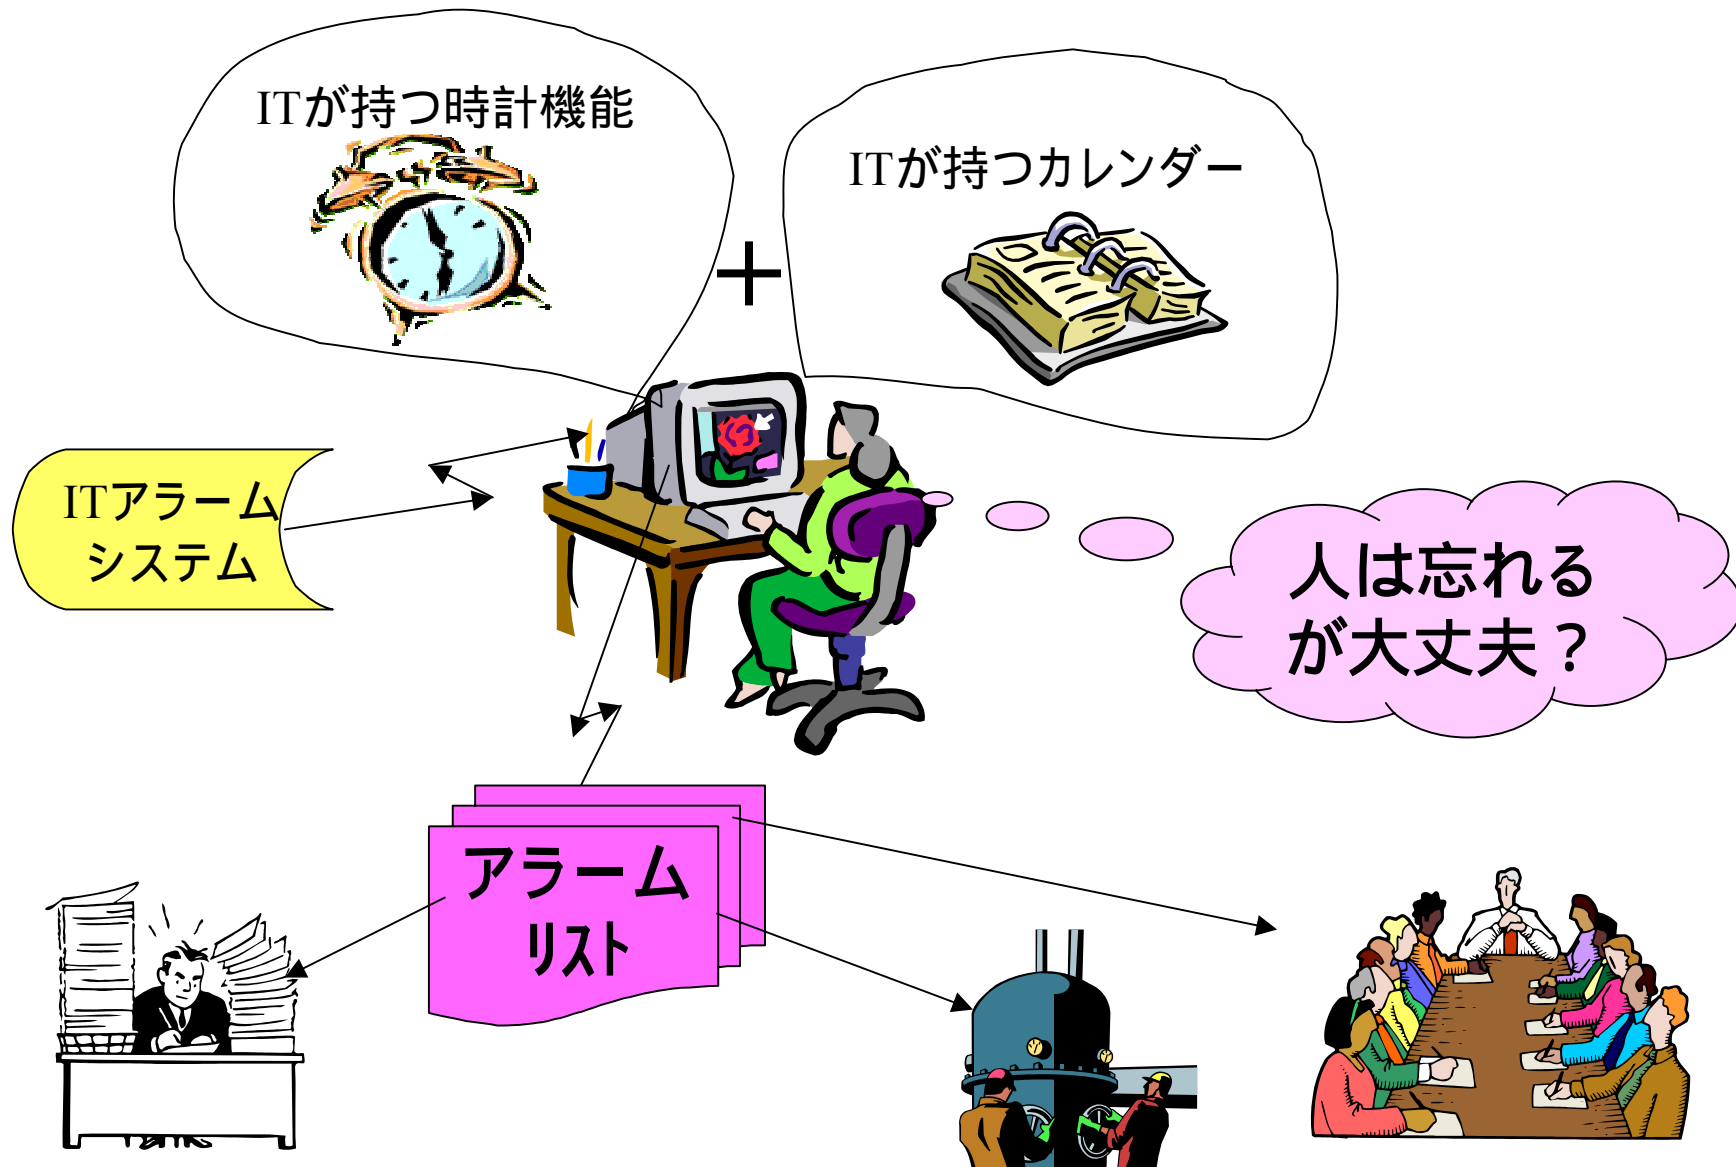 ITが持つ時計機能
ITが持つカレンダー
+
ITアラーム
システム
人は忘れる
が大丈夫？
アラーム
リスト